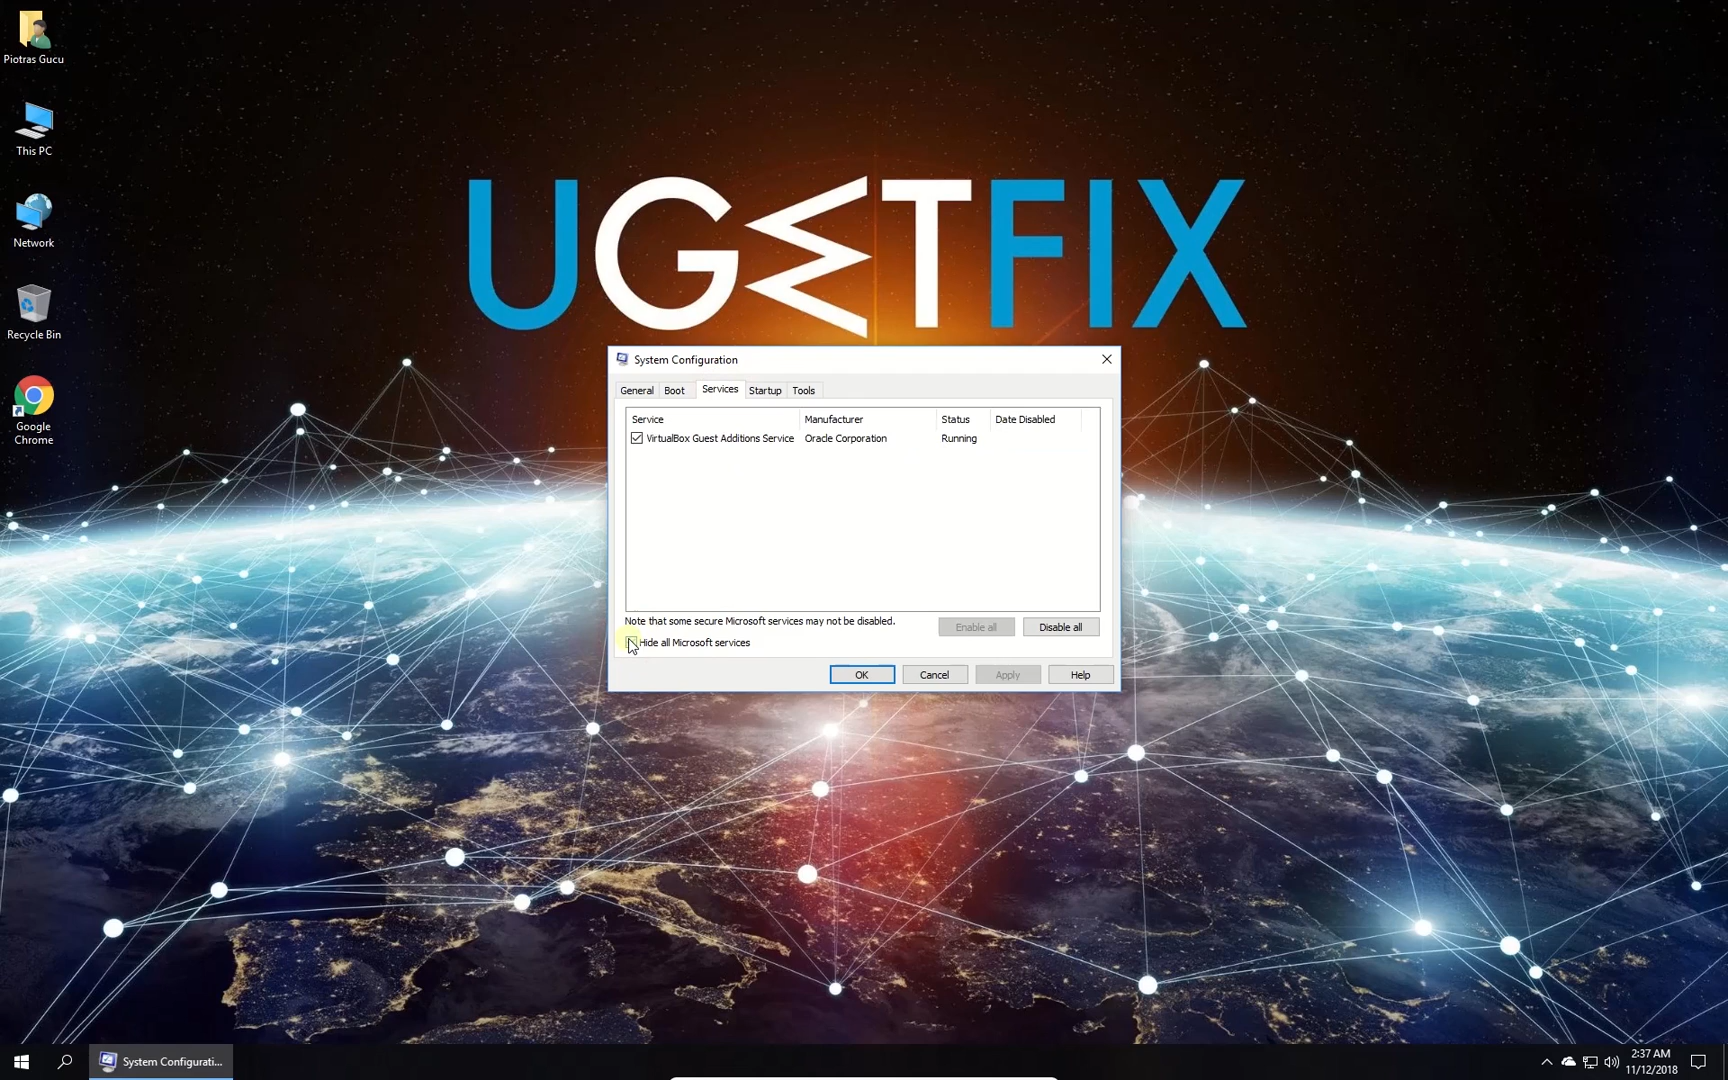 Piotras Gucu
This PC
Network
Recycle Bin
Google
Chrome
UGETFIX
System Configuration
General Boot Services Startup Tools
Service Manufacturer Status Date Disabled
VirtualBox Guest Additions Service Oracle Corporation Running
Note that some secure Microsoft services may not be disabled.
Enable all Disable all
Hide all Microsoft services
OK Cancel Apply Help
System Configurati...
2:37 AM
11/12/2018